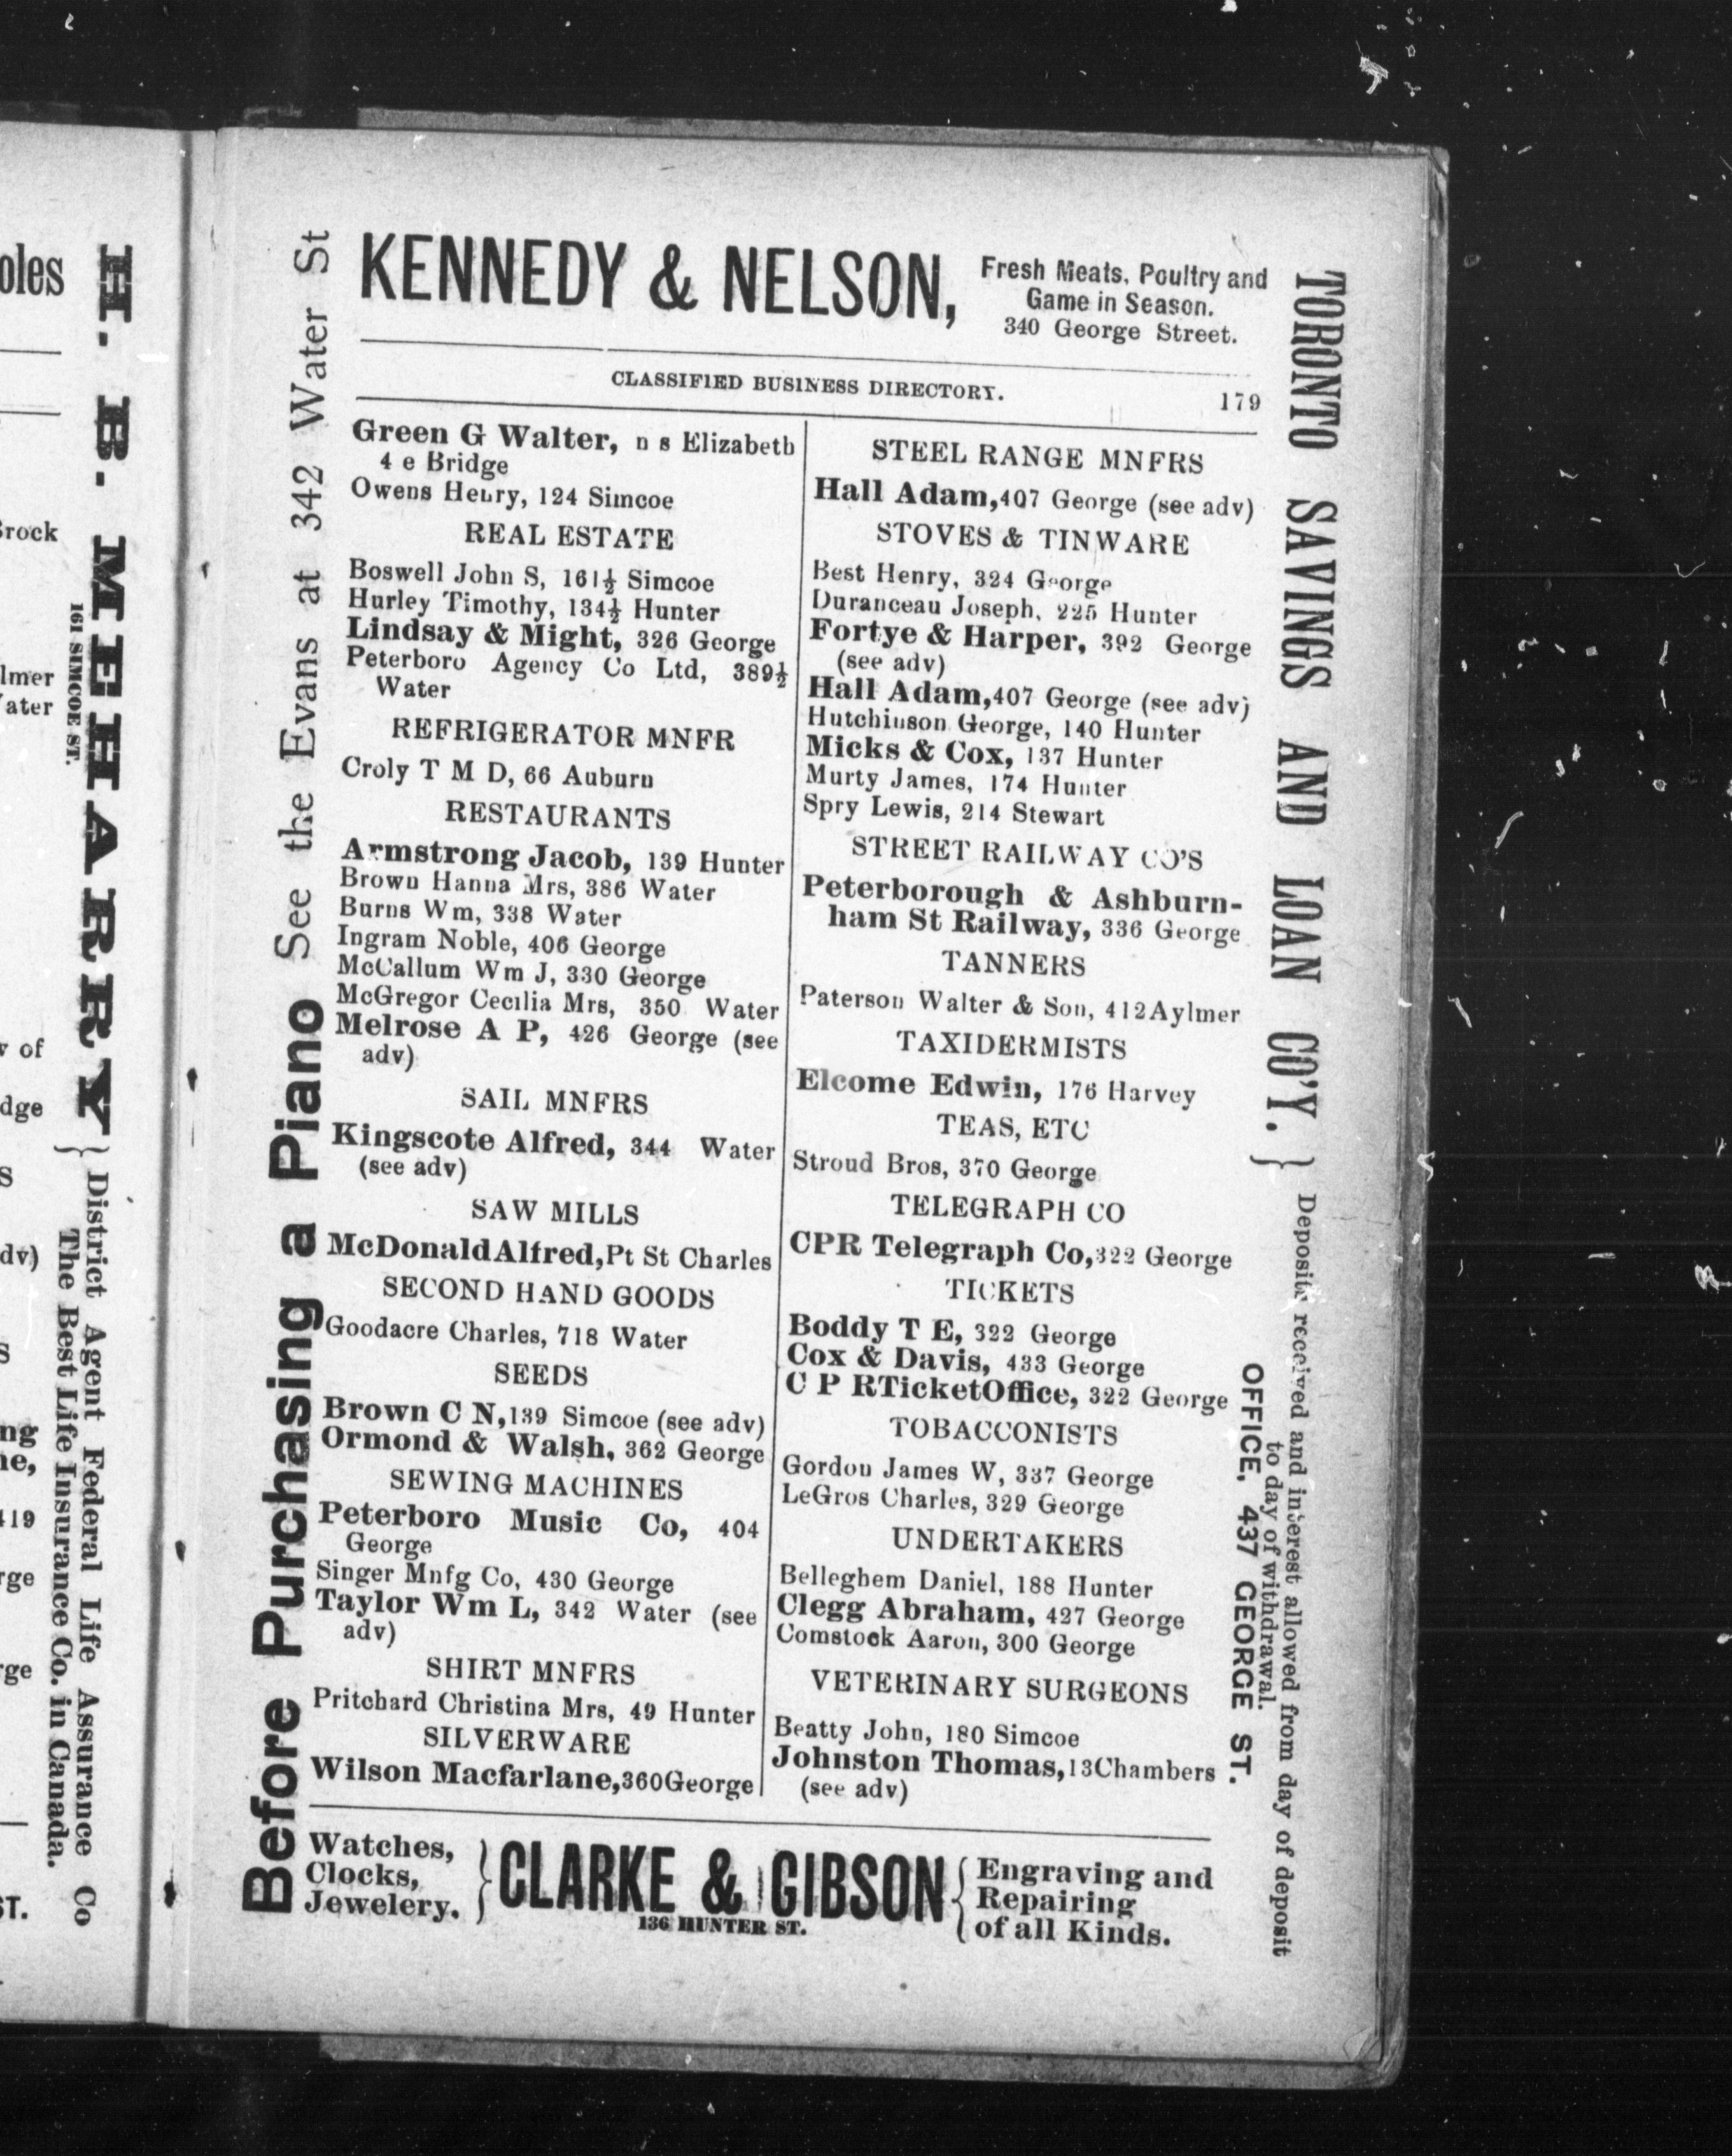 oles
Brock
lmer
ater
v of
dge
S
dv)
S
ng
ne,
419
rge
rge
ST.
H. B. MEHARRY
161 SIMCOE ST.
} District Agent Federal Life Assurance Co
The Best Life Insurance Co. in Canada.
Before Purchasing a Piano See the Evans at 342 Water St
KENNEDY & NELSON,
Fresh Meats, Poultry and
Game in Season.
340 George Street.
CLASSIFIED BUSINESS DIRECTORY. 179
Green G Walter, n s Elizabeth
4 e Bridge
Owens Henry, 124 Simcoe
REAL ESTATE
Boswell John S, 161½ Simcoe
Hurley Timothy, 134½ Hunter
Lindsay & Might, 326 George
Peterboro Agency Co Ltd, 389½
Water
REFRIGERATOR MNFR
Croly T M D, 66 Auburn
RESTAURANTS
Armstrong Jacob, 139 Hunter
Brown Hanna Mrs, 386 Water
Burns Wm, 338 Water
Ingram Noble, 406 George
McCallum Wm J, 330 George
McGregor Cecilia Mrs, 350 Water
Melrose A P, 426 George (see
adv)
SAIL MNFRS
Kingscote Alfred, 344 Water
(see adv)
SAW MILLS
McDonald Alfred, Pt St Charles
SECOND HAND GOODS
Goodacre Charles, 718 Water
SEEDS
Brown C N, 139 Simcoe (see adv)
Ormond & Walsh, 362 George
SEWING MACHINES
Peterboro Music Co, 404
George
Singer Mnfg Co, 430 George
Taylor Wm L, 342 Water (see
adv)
SHIRT MNFRS
Pritchard Christina Mrs, 49 Hunter
SILVERWARE
Wilson Macfarlane, 360 George
STEEL RANGE MNFRS
Hall Adam, 407 George (see adv)
STOVES & TINWARE
Best Henry, 324 George
Duranceau Joseph, 225 Hunter
Fortye & Harper, 392 George
(see adv)
Hall Adam, 407 George (see adv)
Hutchinson George, 140 Hunter
Micks & Cox, 137 Hunter
Murty James, 174 Hunter
Spry Lewis, 214 Stewart
STREET RAILWAY CO'S
Peterborough & Ashburn-
ham St Railway, 336 George
TANNERS
Paterson Walter & Son, 412 Aylmer
TAXIDERMISTS
Elcome Edwin, 176 Harvey
TEAS, ETC
Stroud Bros, 370 George
TELEGRAPH CO
CPR Telegraph Co, 322 George
TICKETS
Boddy T E, 322 George
Cox & Davis, 433 George
C P R Ticket Office, 322 George
TOBACCONISTS
Gordon James W, 337 George
LeGros Charles, 329 George
UNDERTAKERS
Belleghem Daniel, 188 Hunter
Clegg Abraham, 427 George
Comstock Aaron, 300 George
VETERINARY SURGEONS
Beatty John, 180 Simcoe
Johnston Thomas, 13 Chambers
(see adv)
TORONTO SAVINGS AND LOAN CO'Y. }
Deposits received and interest allowed from day of deposit
to day of withdrawal.
OFFICE, 437 GEORGE ST.
Watches,
Clocks,
Jewelery. }
CLARKE & GIBSON
136 HUNTER ST.
{ Engraving and
Repairing
of all Kinds.